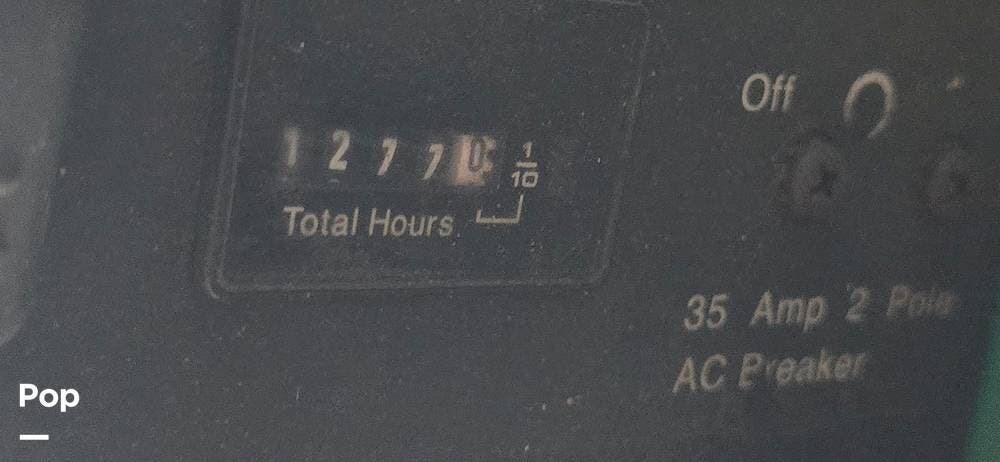 Off
1 2 7 7 0 1/10
Total Hours
35 Amp 2 Pole
AC Breaker
Pop